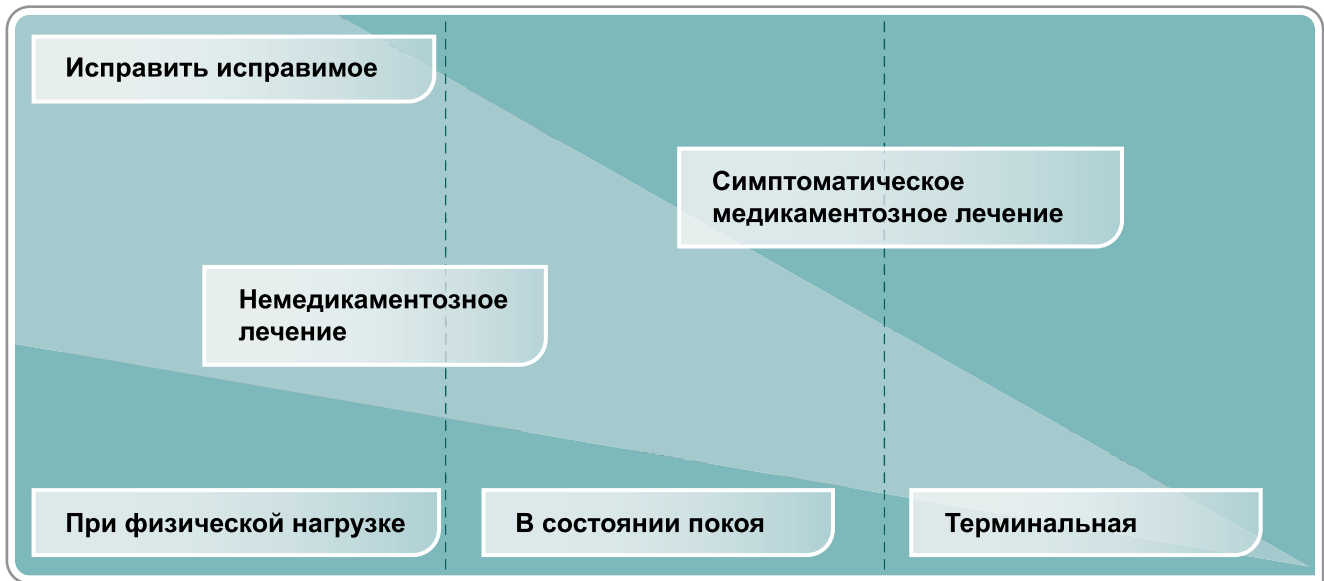 Исправить исправимое
Симптоматическое
медикаментозное лечение
Немедикаментозное
лечение
При физической нагрузке
В состоянии покоя
Терминальная